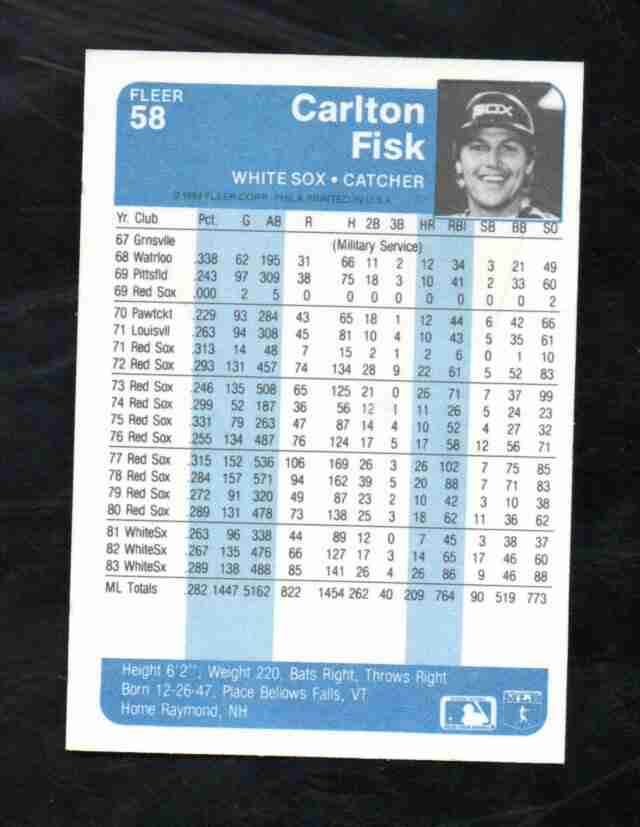 FLEER
58
Carlton
Fisk
WHITE SOX • CATCHER
© 1984 FLEER CORP. PHILA. PRINTED IN U.S.A.
SOX
Yr. Club Pct. G AB R H 2B 3B HR RBI SB BB SO
67 Grnsvlle (Military Service)
68 Watrloo .338 62 195 31 66 11 2 12 34 3 21 49
69 Pittsfld .243 97 309 38 75 18 3 10 41 2 33 60
69 Red Sox .000 2 5 0 0 0 0 0 0 0 0 2
70 Pawtckt .229 93 284 43 65 18 1 12 44 6 42 66
71 Louisvll .263 94 308 45 81 10 4 10 43 5 35 61
71 Red Sox .313 14 48 7 15 2 1 2 6 0 1 10
72 Red Sox .293 131 457 74 134 28 9 22 61 5 52 83
73 Red Sox .246 135 508 65 125 21 0 26 71 7 37 99
74 Red Sox .299 52 187 36 56 12 1 11 26 5 24 23
75 Red Sox .331 79 263 47 87 14 4 10 52 4 27 32
76 Red Sox .255 134 487 76 124 17 5 17 58 12 56 71
77 Red Sox .315 152 536 106 169 26 3 26 102 7 75 85
78 Red Sox .284 157 571 94 162 39 5 20 88 7 71 83
79 Red Sox .272 91 320 49 87 23 2 10 42 3 10 38
80 Red Sox .289 131 478 73 138 25 3 18 62 11 36 62
81 WhiteSx .263 96 338 44 89 12 0 7 45 3 38 37
82 WhiteSx .267 135 476 66 127 17 3 14 65 17 46 60
83 WhiteSx .289 138 488 85 141 26 4 26 86 9 46 88
ML Totals .282 1447 5162 822 1454 262 40 209 764 90 519 773
Height 6'2", Weight 220, Bats Right, Throws Right
Born 12-26-47, Place Bellows Falls, VT
Home Raymond, NH